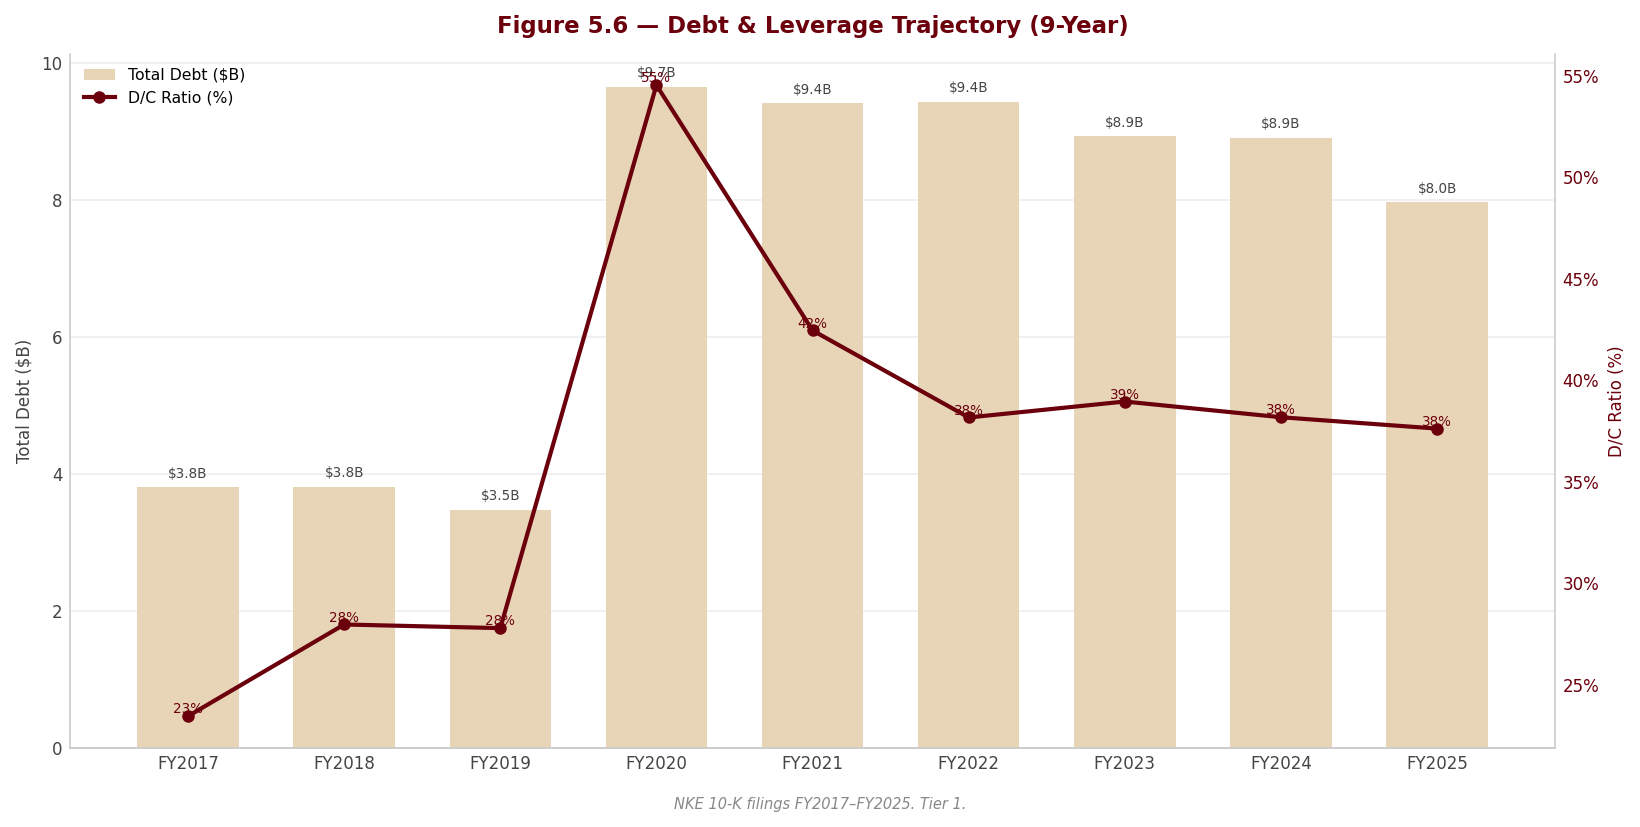 Figure 5.6 — Debt & Leverage Trajectory (9-Year)
Total Debt ($B)
D/C Ratio (%)
10
8
6
4
2
0
Total Debt ($B)
55%
50%
45%
40%
35%
30%
25%
D/C Ratio (%)
$3.8B
$3.8B
$3.5B
$9.7B
$9.4B
$9.4B
$8.9B
$8.9B
$8.0B
23%
28%
28%
55%
42%
38%
39%
38%
38%
FY2017
FY2018
FY2019
FY2020
FY2021
FY2022
FY2023
FY2024
FY2025
NKE 10-K filings FY2017–FY2025. Tier 1.